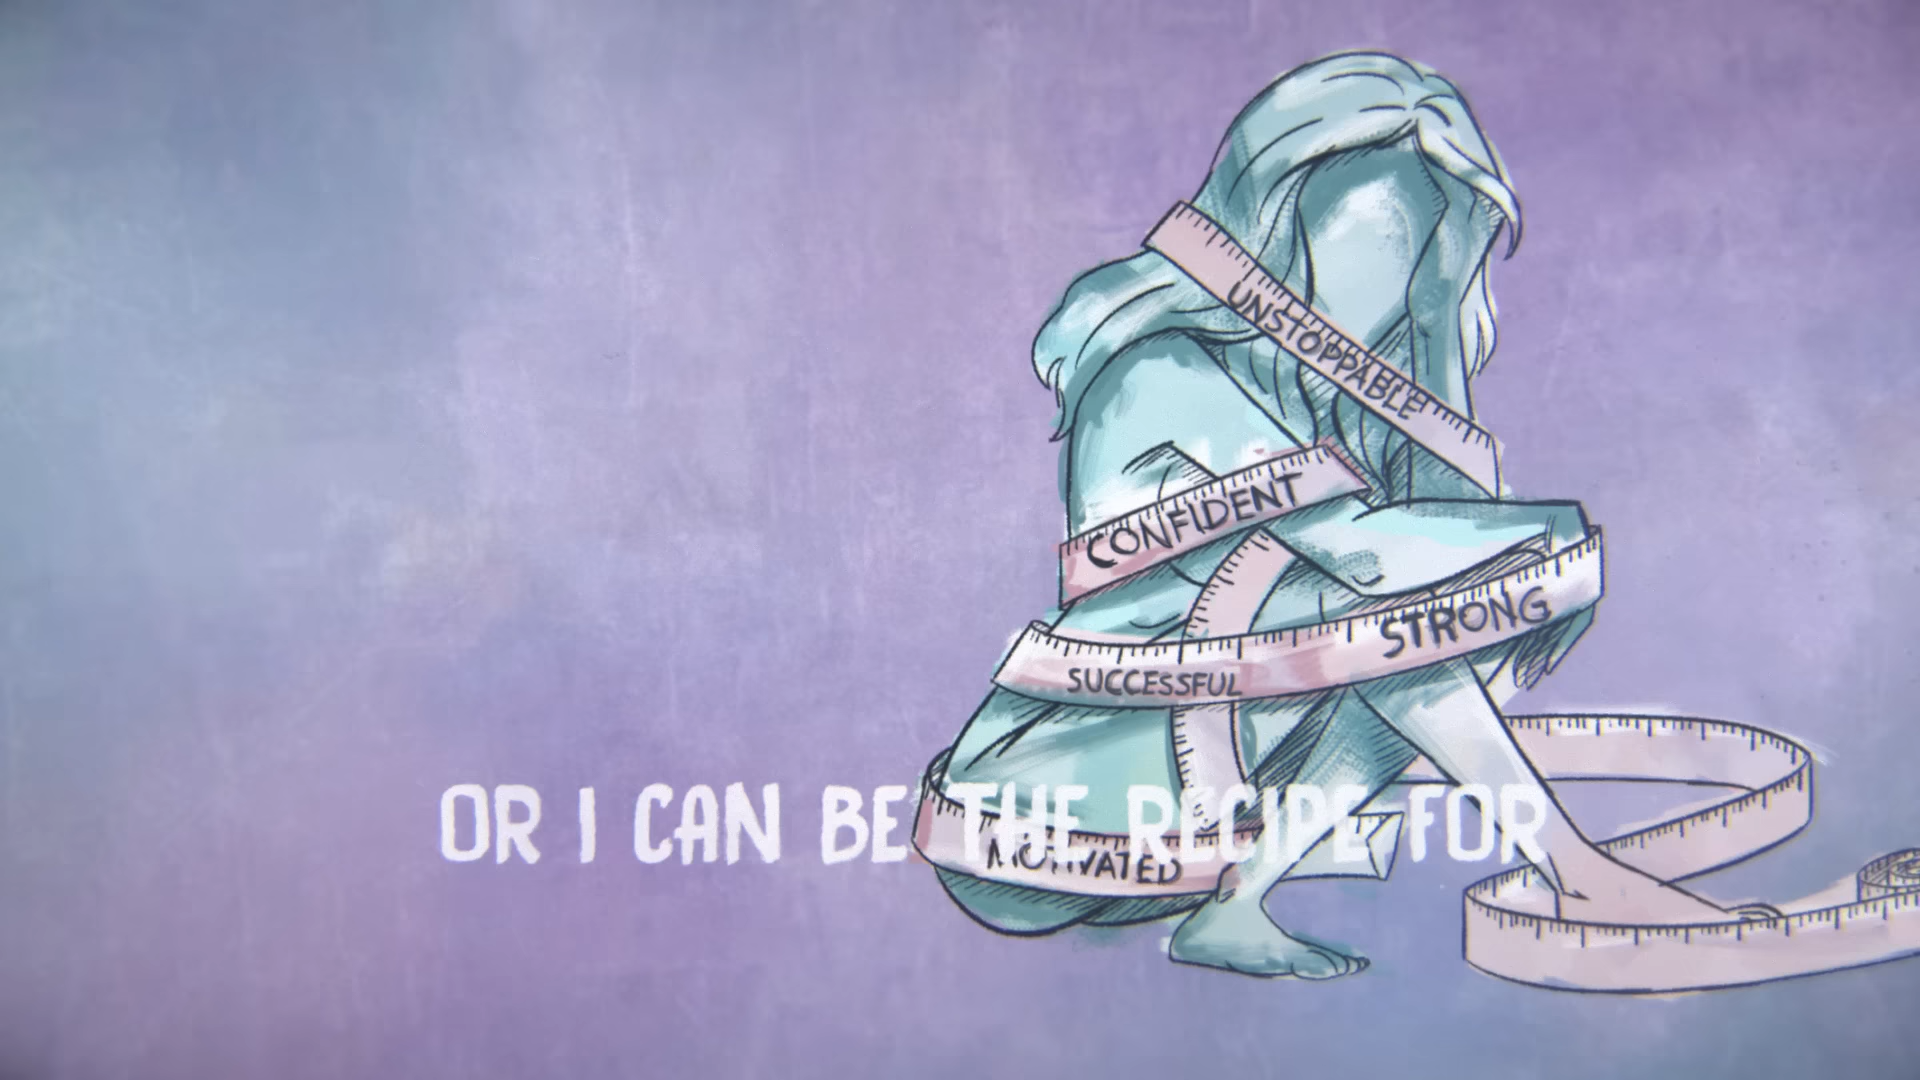 UNSTOPPABLE
CONFIDENT
STRONG
SUCCESSFUL
OR I CAN BE THE RECIPE FOR
MOTIVATED